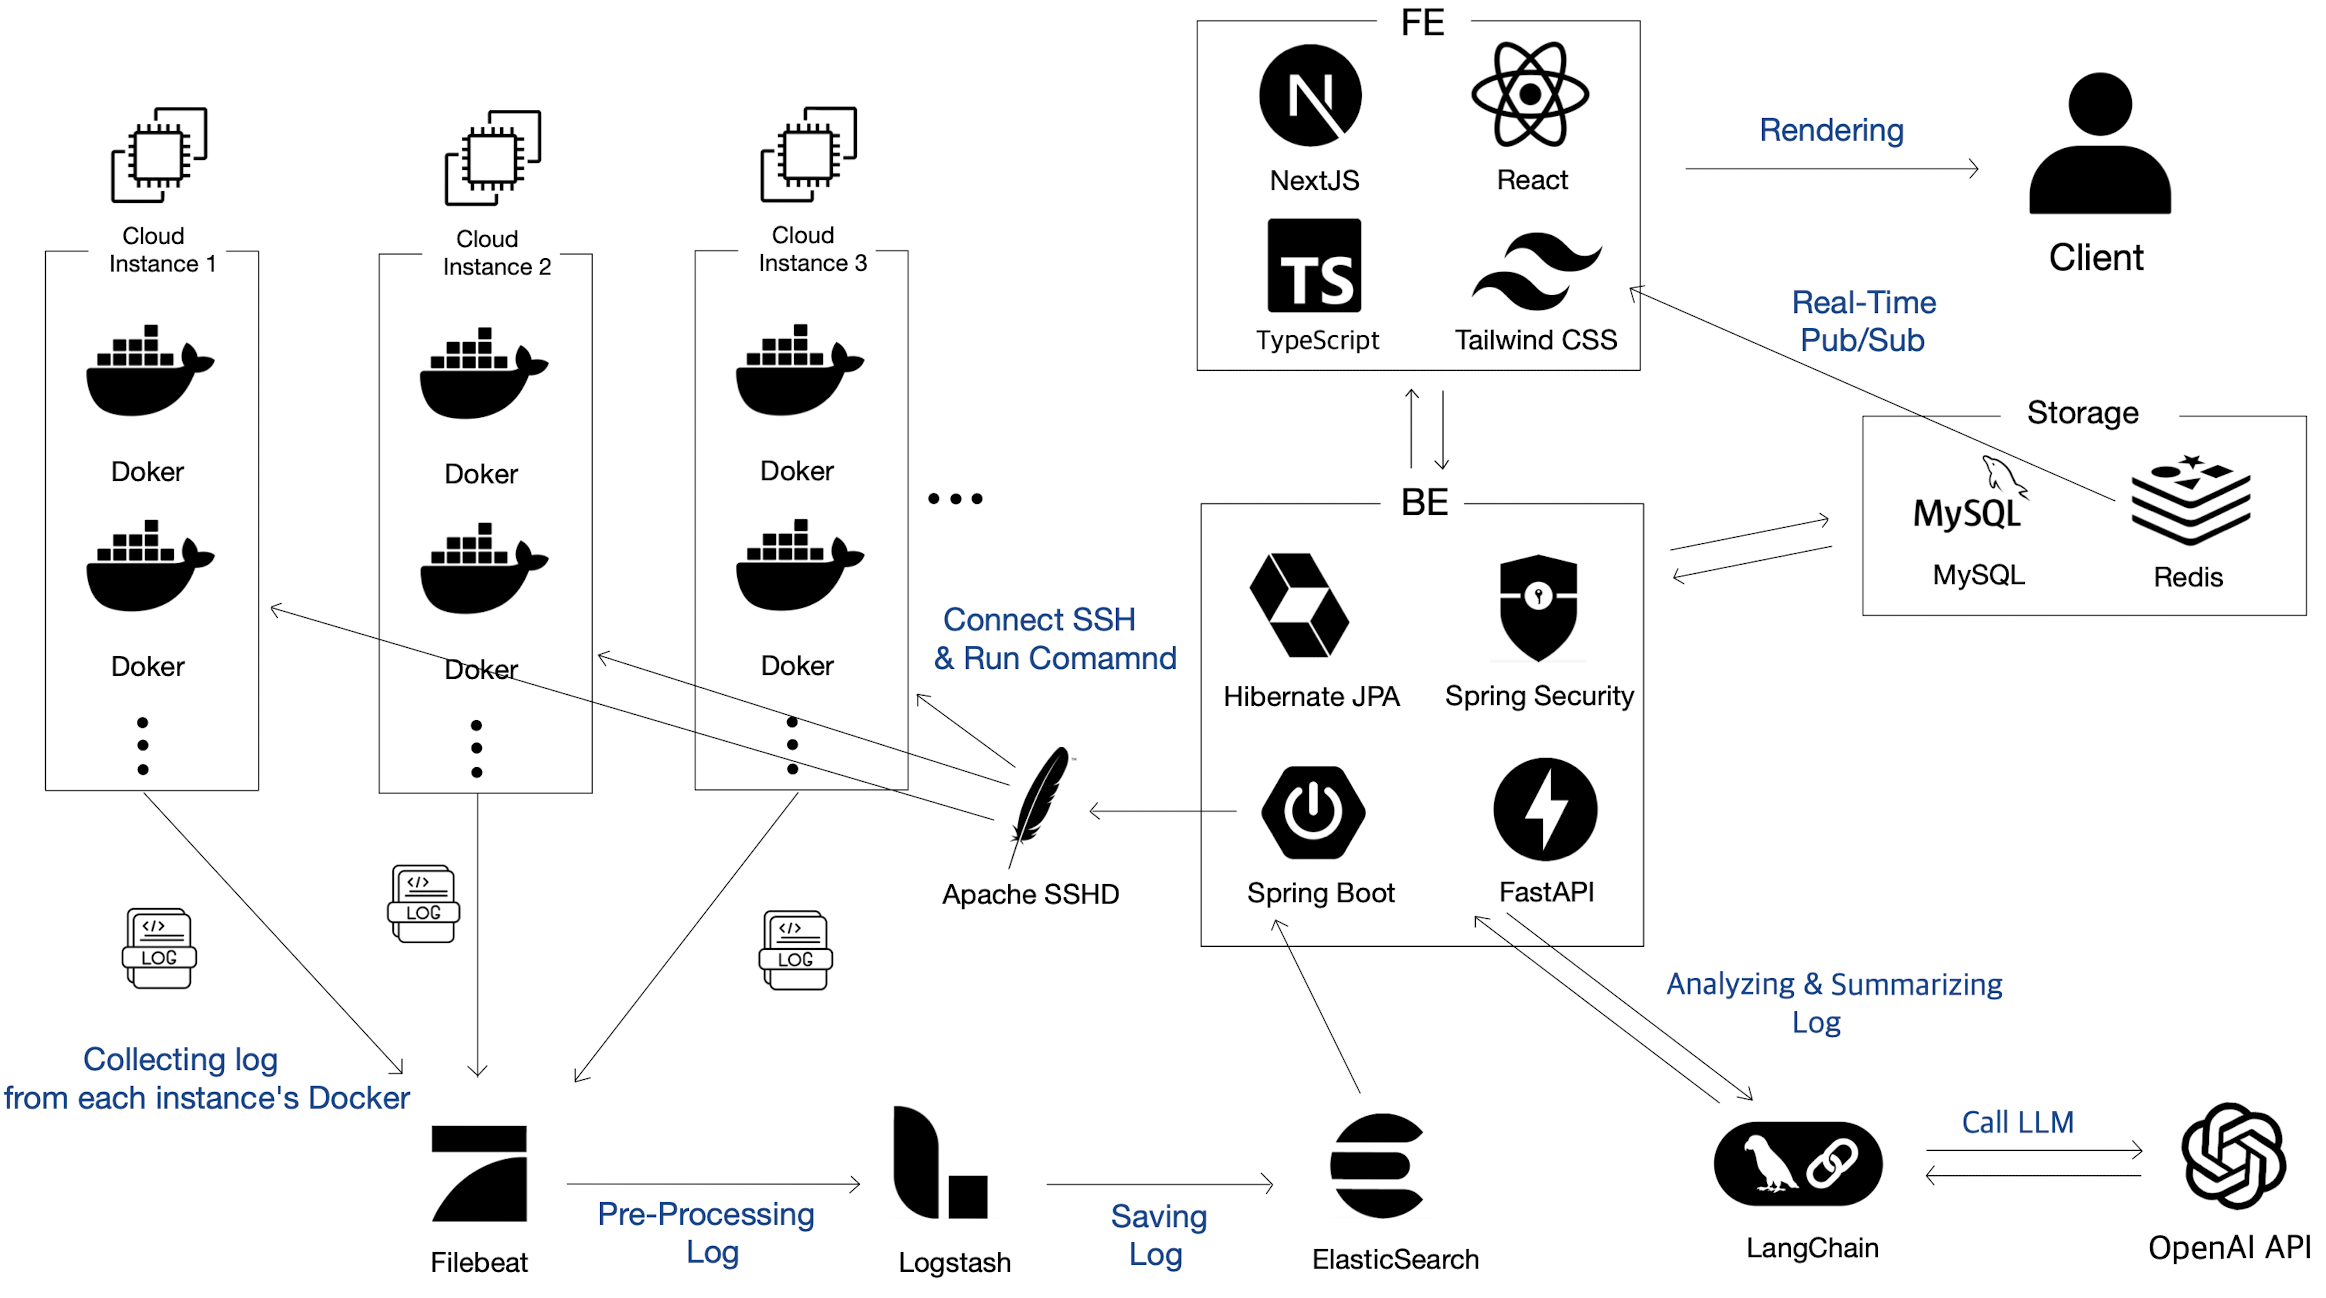 FE
NextJS
React
TypeScript
TS
Tailwind CSS
Rendering
Client
Real-Time
Pub/Sub
Storage
MySQL
MySQL
Redis
Cloud
Instance 1
Doker
Doker
Cloud
Instance 2
Doker
Doker
Cloud
Instance 3
Doker
Doker
Connect SSH
& Run Comamnd
Apache SSHD
BE
Hibernate JPA
Spring Security
Spring Boot
FastAPI
LOG
LOG
LOG
Collecting log
from each instance's Docker
Filebeat
Pre-Processing
Log
Logstash
Saving
Log
ElasticSearch
Analyzing & Summarizing
Log
LangChain
Call LLM
OpenAI API